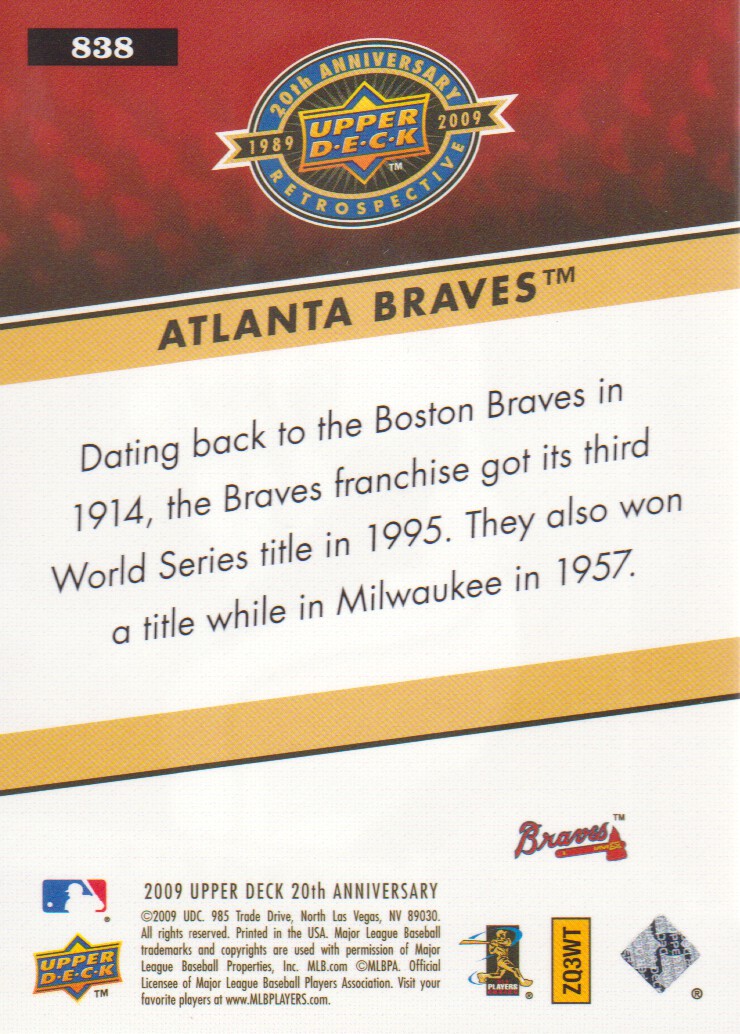 838
20th ANNIVERSARY
UPPER
D·E·C·K
TM
1989
2009
RETROSPECTIVE
ATLANTA BRAVES™
Dating back to the Boston Braves in
1914, the Braves franchise got its third
World Series title in 1995. They also won
a title while in Milwaukee in 1957.
Braves™
2009 UPPER DECK 20th ANNIVERSARY
©2009 UDC. 985 Trade Drive, North Las Vegas, NV 89030.
All rights reserved. Printed in the USA. Major League Baseball
trademarks and copyrights are used with permission of Major
League Baseball Properties, Inc. MLB.com ©MLBPA. Official
Licensee of Major League Baseball Players Association. Visit your
favorite players at www.MLBPLAYERS.com.
®
UPPER
D·E·C·K
TM
PLAYERS
®
ZQ3WT
®